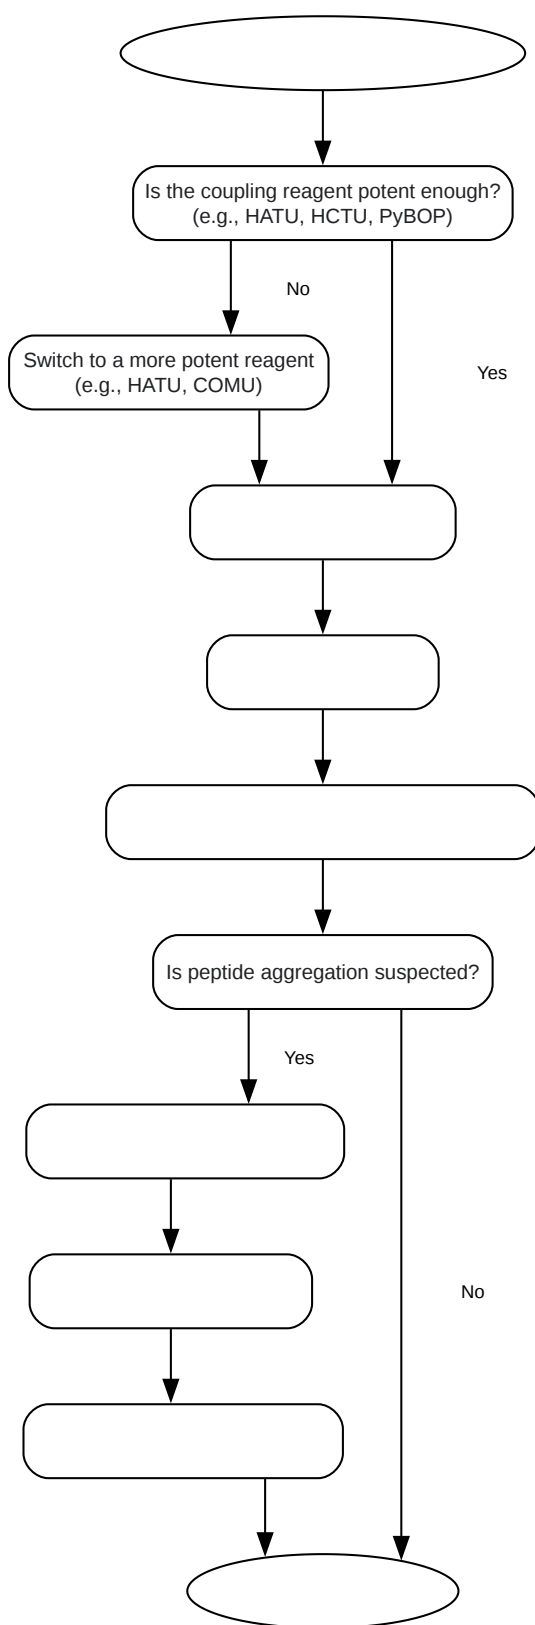 Is the coupling reagent potent enough?
(e.g., HATU, HCTU, PyBOP)
No
Switch to a more potent reagent
(e.g., HATU, COMU)
Yes
Is peptide aggregation suspected?
Yes
No